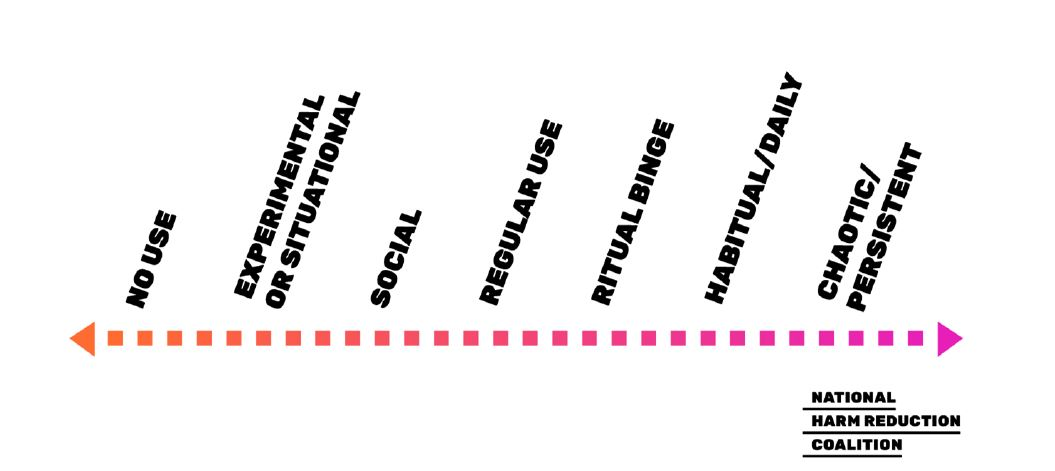 NO USE
EXPERIMENTAL
OR SITUATIONAL
SOCIAL
REGULAR USE
RITUAL BINGE
HABITUAL/DAILY
CHAOTIC/
PERSISTENT
NATIONAL
HARM REDUCTION
COALITION